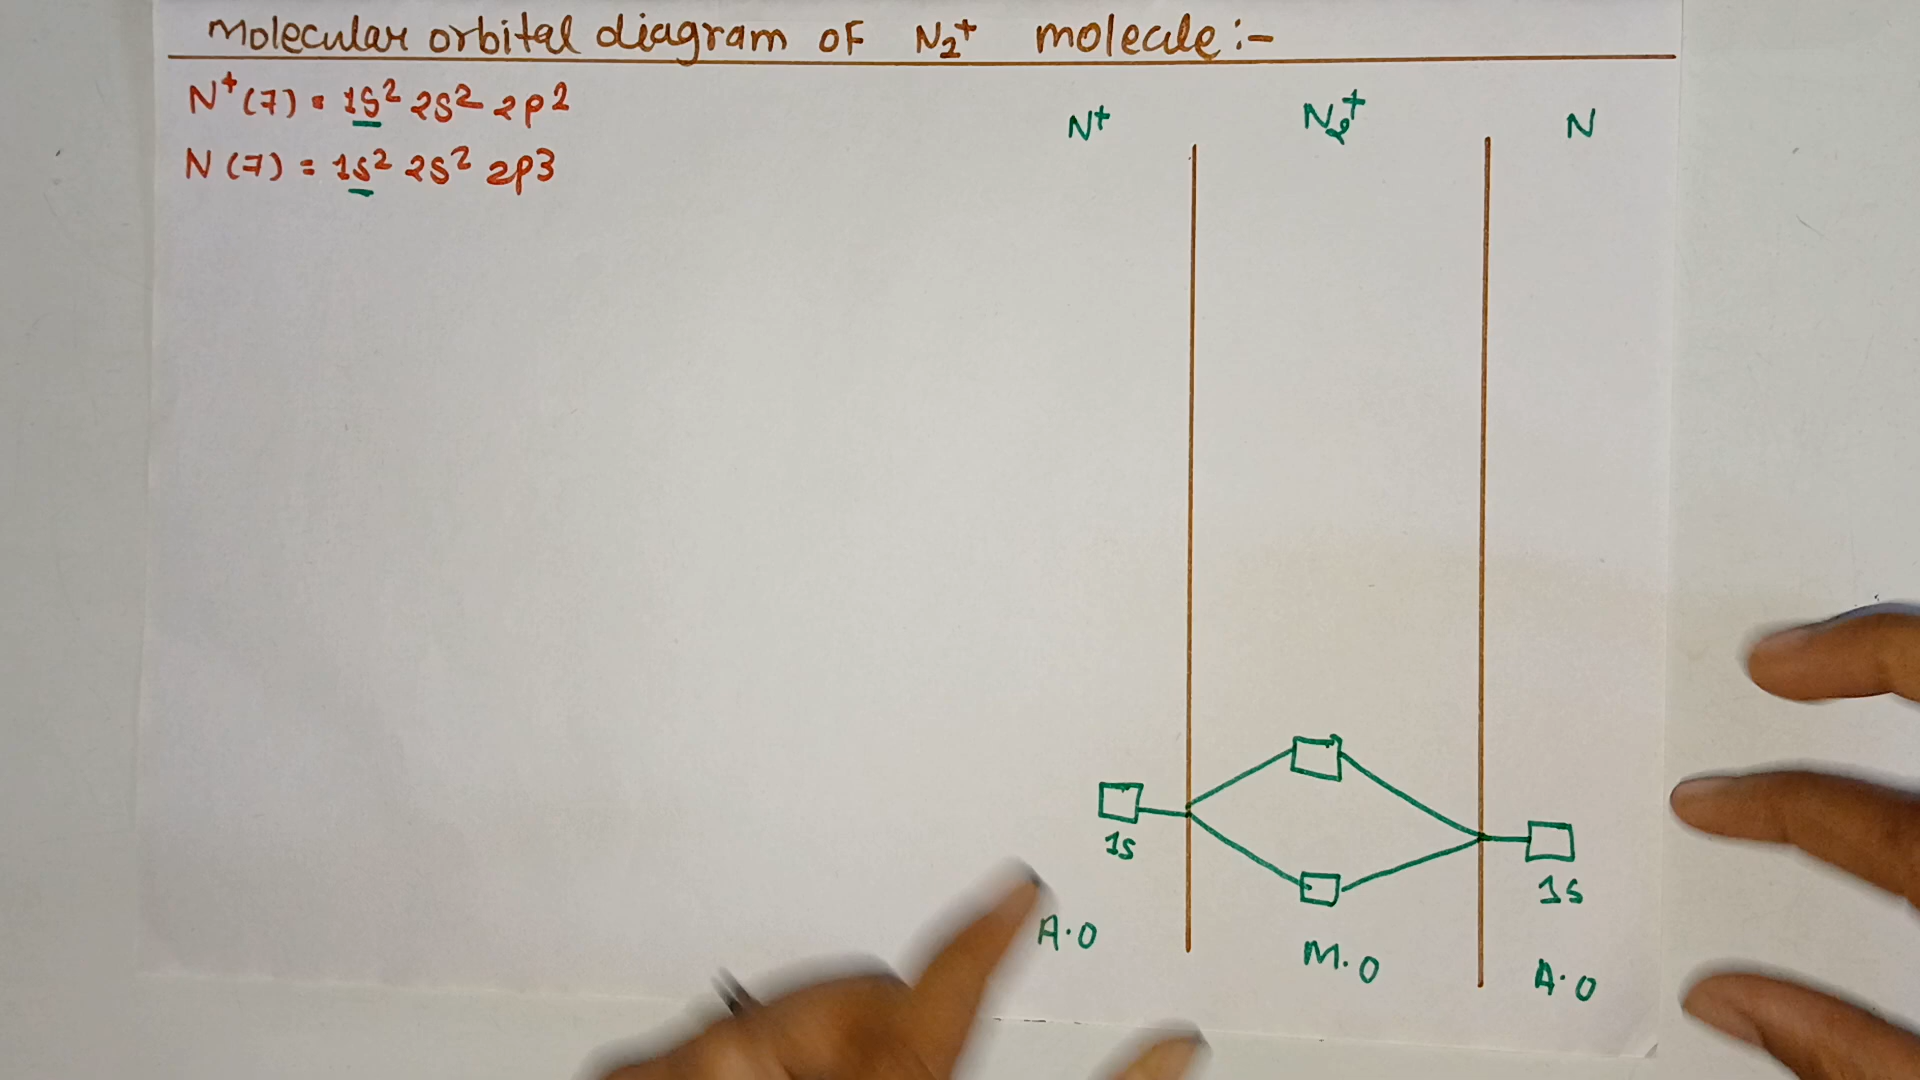 Molecular orbital diagram of N₂⁺ molecule :-
N⁺(7) = 1s² 2s² 2p2
N(7) = 1s² 2s² 2p3
N⁺ N₂⁺ N
1s 1s
A.O M.O A.O